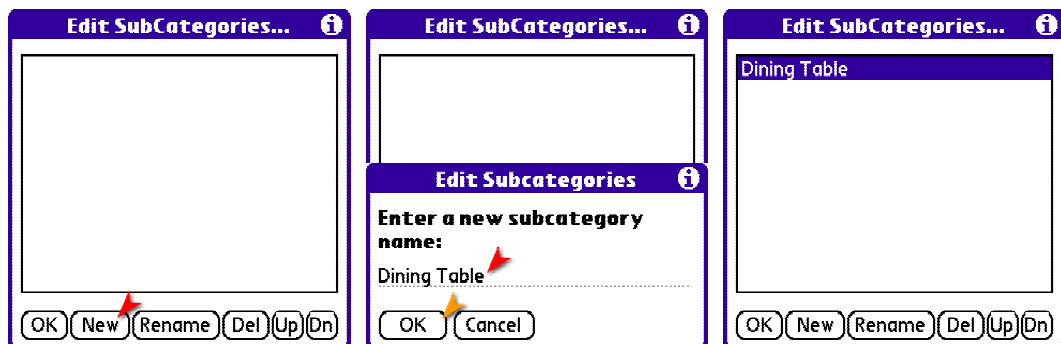 Edit SubCategories...
OK New Rename Del Up Dn
Edit SubCategories...
Edit Subcategories
Enter a new subcategory
name:
Dining Table
OK Cancel
Edit SubCategories...
Dining Table
OK New Rename Del Up Dn